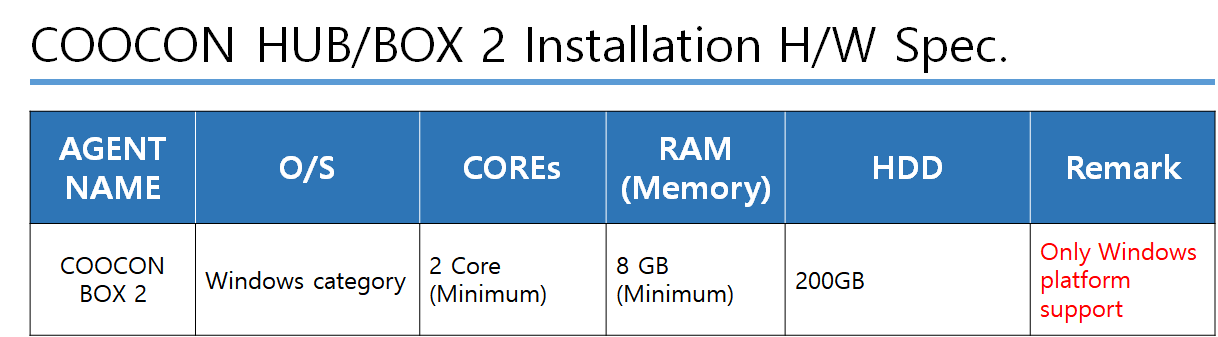 COOCON HUB/BOX 2 Installation H/W Spec.
AGENT
NAME
O/S
COREs
RAM
(Memory)
HDD
Remark
COOCON
BOX 2
Windows category
2 Core
(Minimum)
8 GB
(Minimum)
200GB
Only Windows
platform
support